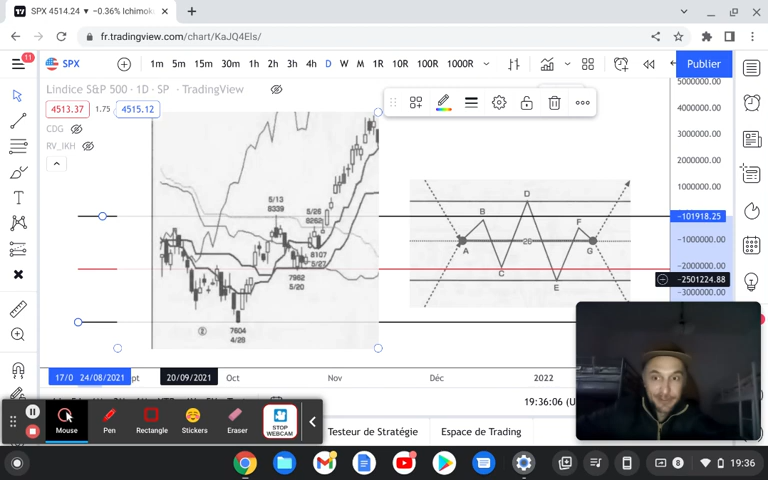 SPX 4514.24 ▼ −0.36% Ichimok
fr.tradingview.com/chart/KaJQ4Els/
11
SPX
1m 5m 15m 30m 1h 2h 3h 4h D W M 1R 10R 100R 1000R
Publier
L'indice S&P 500 · 1D · SP · TradingView
4513.37 1.75 4515.12
CDG
RV_IKH
5000000.00
4000000.00
3000000.00
2000000.00
1000000.00
−101918.25
−1000000.00
−2000000.00
−2501224.88
−3000000.00
5/13
8339
5/26
8262
8107
5/27
7982
5/20
②
7604
4/28
A
B
C
D
E
F
G
26
17/0 24/08/2021 pt 20/09/2021 Oct Nov Déc 2022
19:36:06 (U
Mouse
Pen
Rectangle
Stickers
Eraser
STOP
WEBCAM
Testeur de Stratégie
Espace de Trading
8
19:36